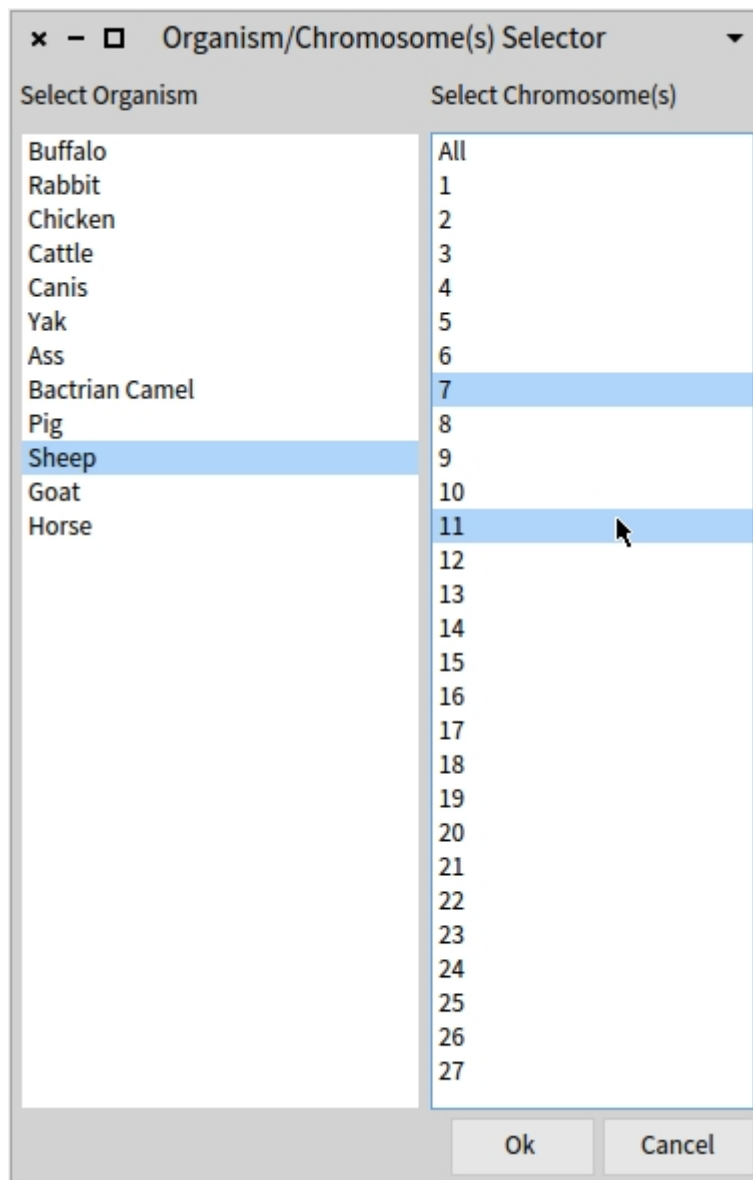 Organism/Chromosome(s) Selector
Select Organism
Buffalo
Rabbit
Chicken
Cattle
Canis
Yak
Ass
Bactrian Camel
Pig
Sheep
Goat
Horse
Select Chromosome(s)
All
1
2
3
4
5
6
7
8
9
10
11
12
13
14
15
16
17
18
19
20
21
22
23
24
25
26
27
Ok
Cancel